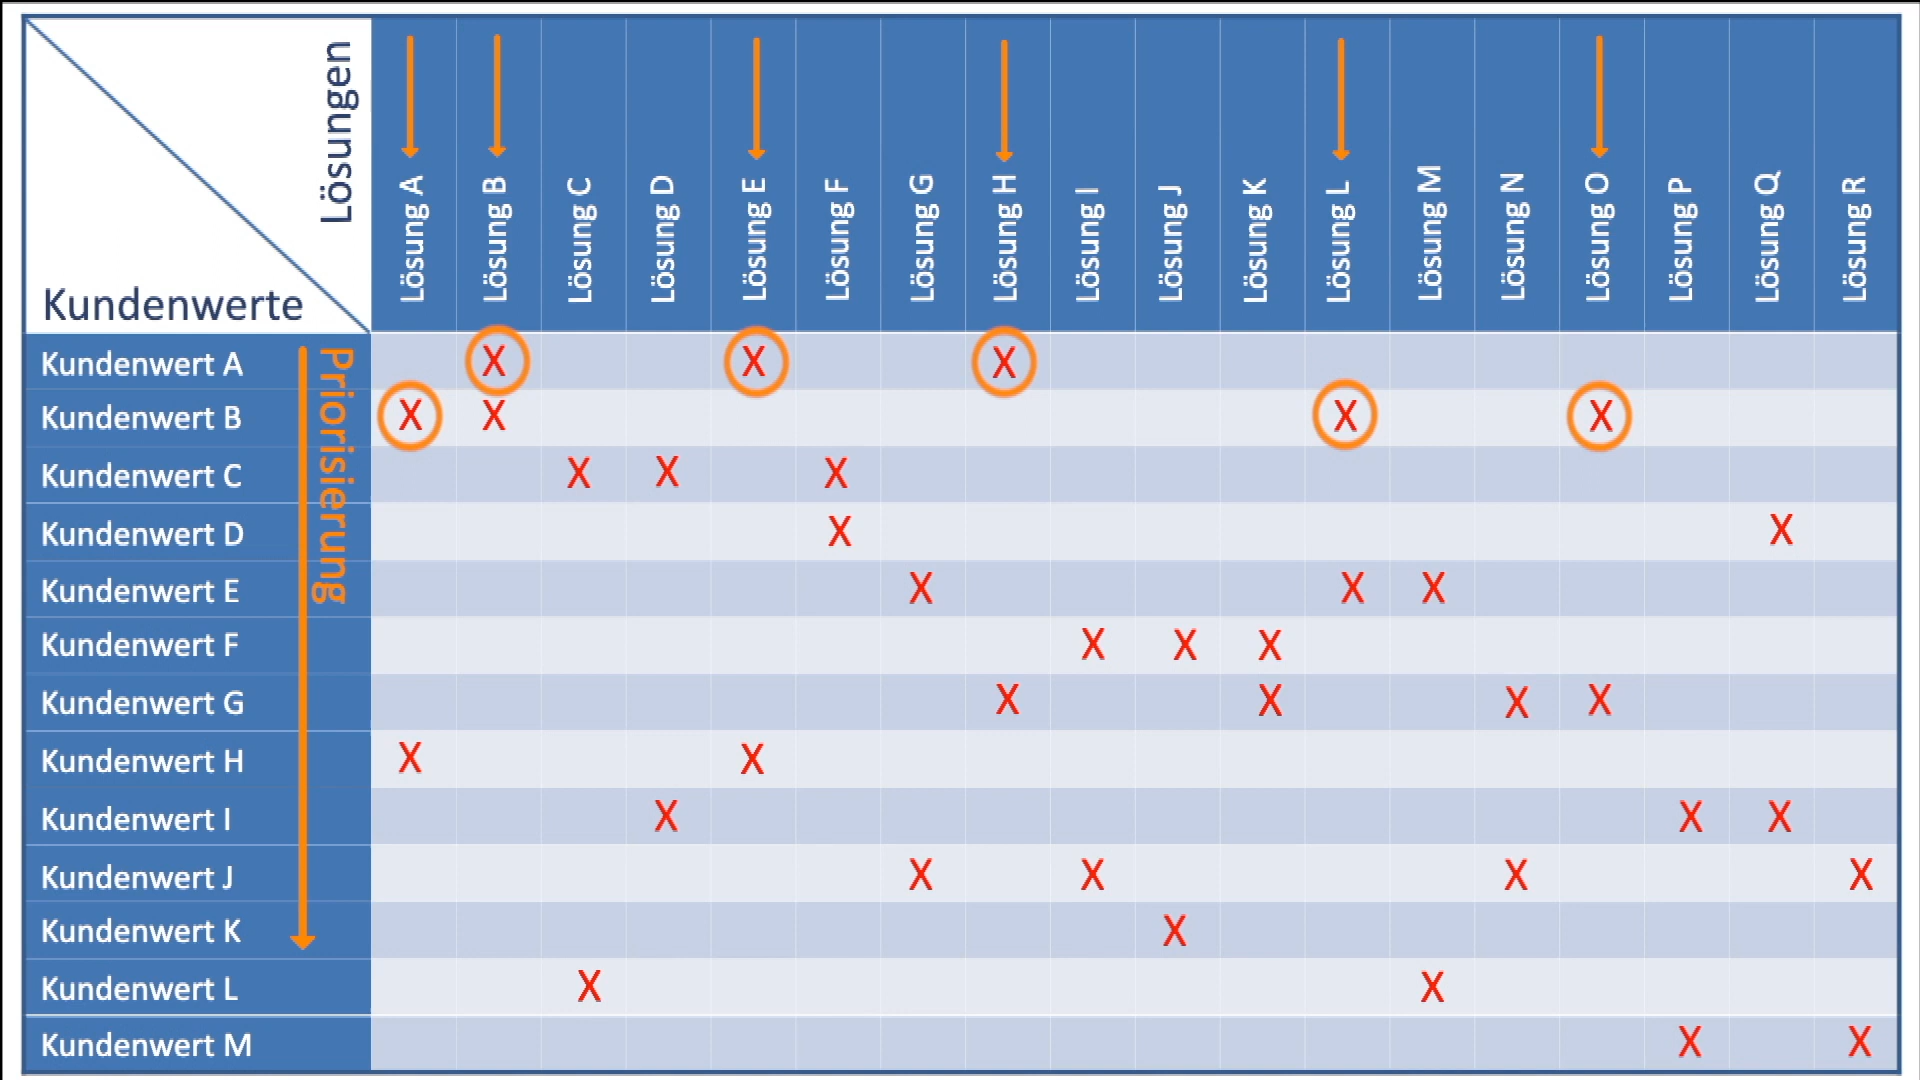 Lösungen
Kundenwerte
Lösung A
Lösung B
Lösung C
Lösung D
Lösung E
Lösung F
Lösung G
Lösung H
Lösung I
Lösung J
Lösung K
Lösung L
Lösung M
Lösung N
Lösung O
Lösung P
Lösung Q
Lösung R
Priorisierung
Kundenwert A X X X
Kundenwert B X X X X
Kundenwert C X X X
Kundenwert D X X
Kundenwert E X X X
Kundenwert F X X X
Kundenwert G X X X X
Kundenwert H X X
Kundenwert I X X X
Kundenwert J X X X X
Kundenwert K X
Kundenwert L X X
Kundenwert M X X